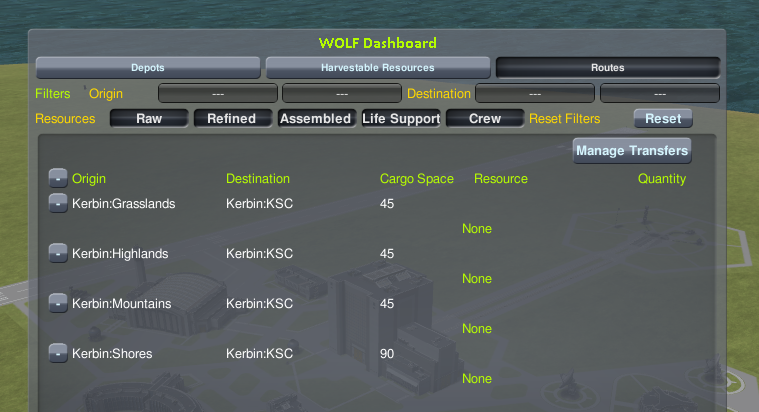 WOLF Dashboard
Depots Harvestable Resources Routes
Filters Origin --- --- Destination --- ---
Resources Raw Refined Assembled Life Support Crew Reset Filters Reset
Manage Transfers
- Origin Destination Cargo Space Resource Quantity
- Kerbin:Grasslands Kerbin:KSC 45
None
- Kerbin:Highlands Kerbin:KSC 45
None
- Kerbin:Mountains Kerbin:KSC 45
None
- Kerbin:Shores Kerbin:KSC 90
None